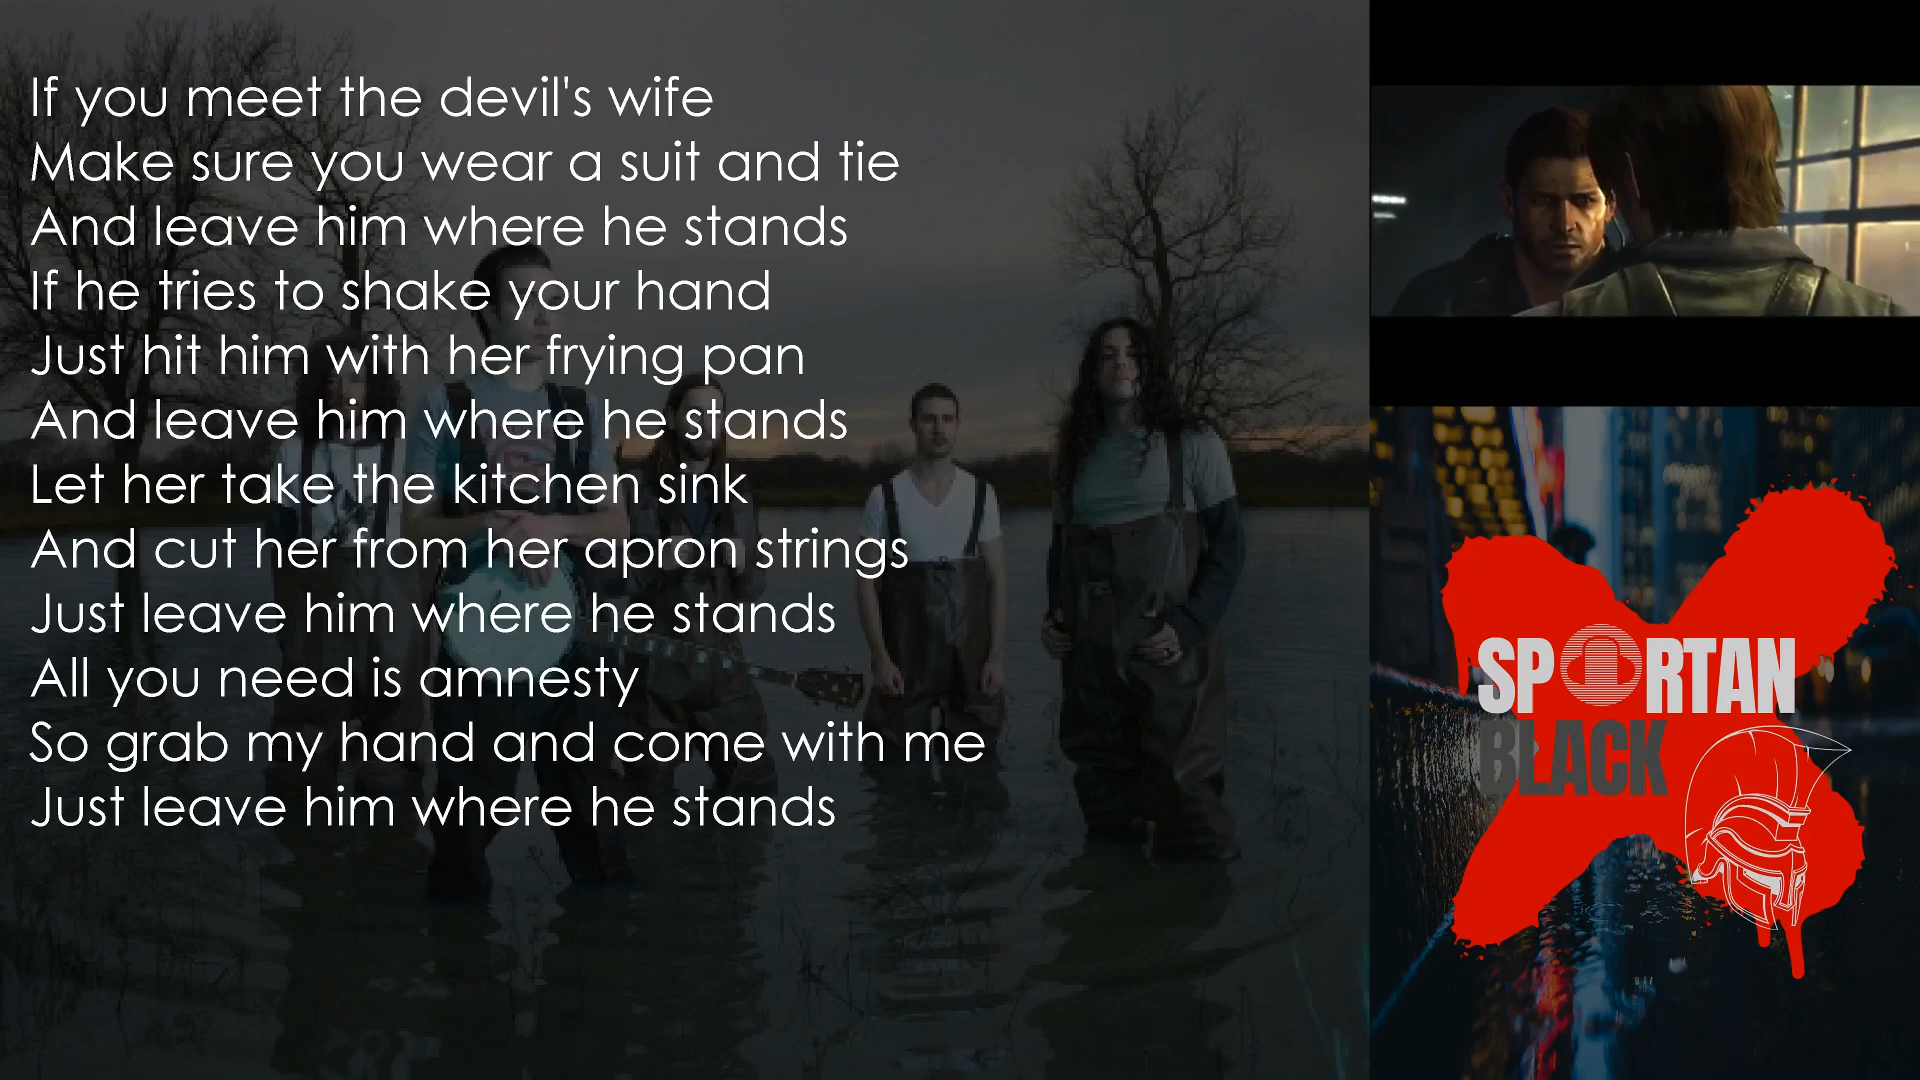 If you meet the devil's wife
Make sure you wear a suit and tie
And leave him where he stands
If he tries to shake your hand
Just hit him with her frying pan
And leave him where he stands
Let her take the kitchen sink
And cut her from her apron strings
Just leave him where he stands
All you need is amnesty
So grab my hand and come with me
Just leave him where he stands
SPORTAN
BLACK